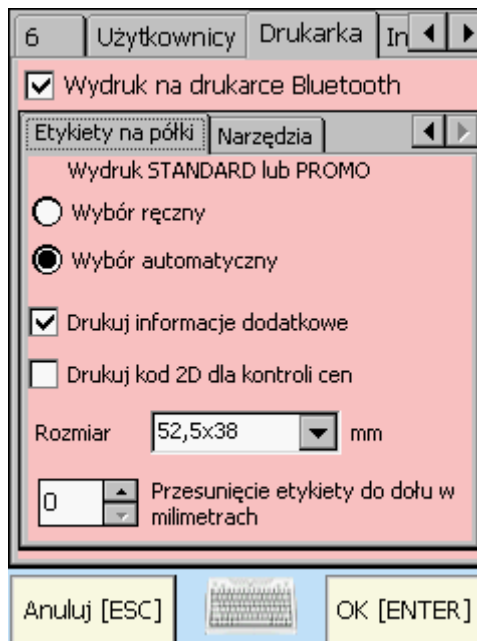 6 Użytkownicy Drukarka In
Wydruk na drukarce Bluetooth
Etykiety na półki Narzędzia
Wydruk STANDARD lub PROMO
Wybór ręczny
Wybór automatyczny
Drukuj informacje dodatkowe
Drukuj kod 2D dla kontroli cen
Rozmiar 52,5x38 mm
0 Przesunięcie etykiety do dołu w
milimetrach
Anuluj [ESC] OK [ENTER]